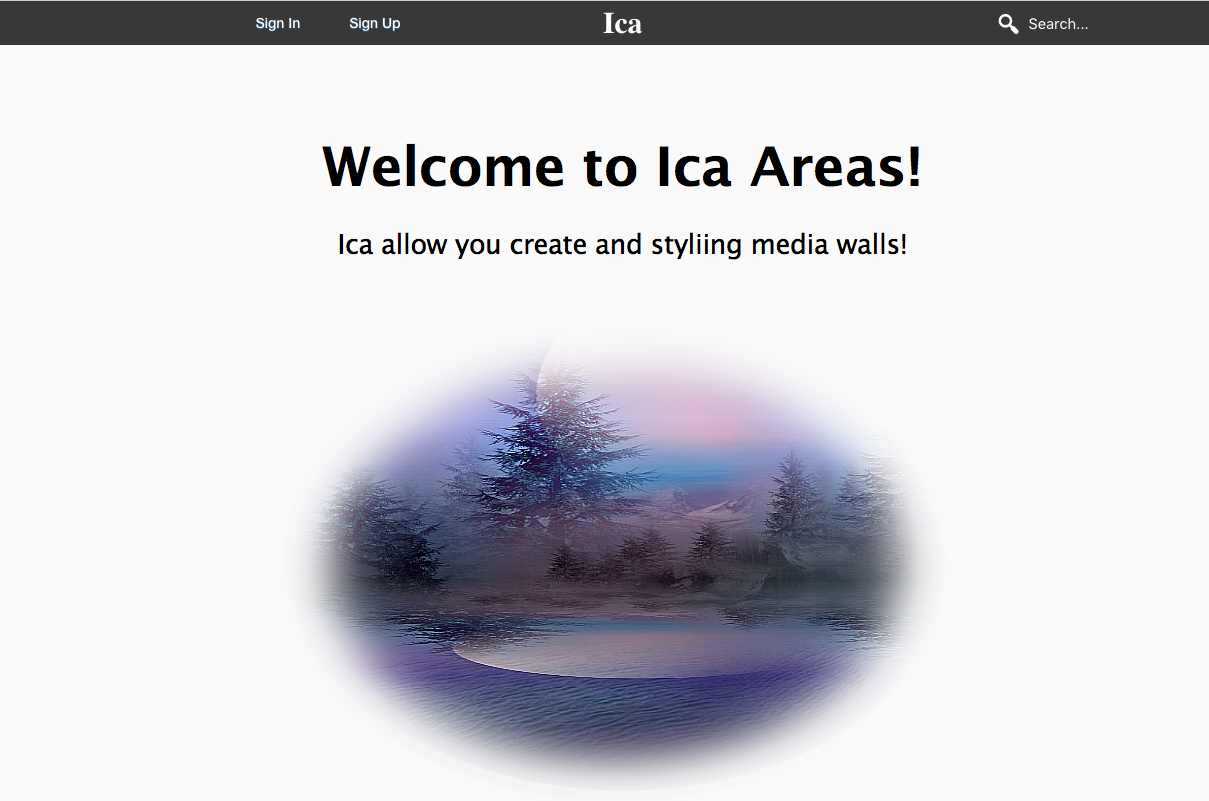 Sign In Sign Up Ica Search...
Welcome to Ica Areas!
Ica allow you create and styliing media walls!